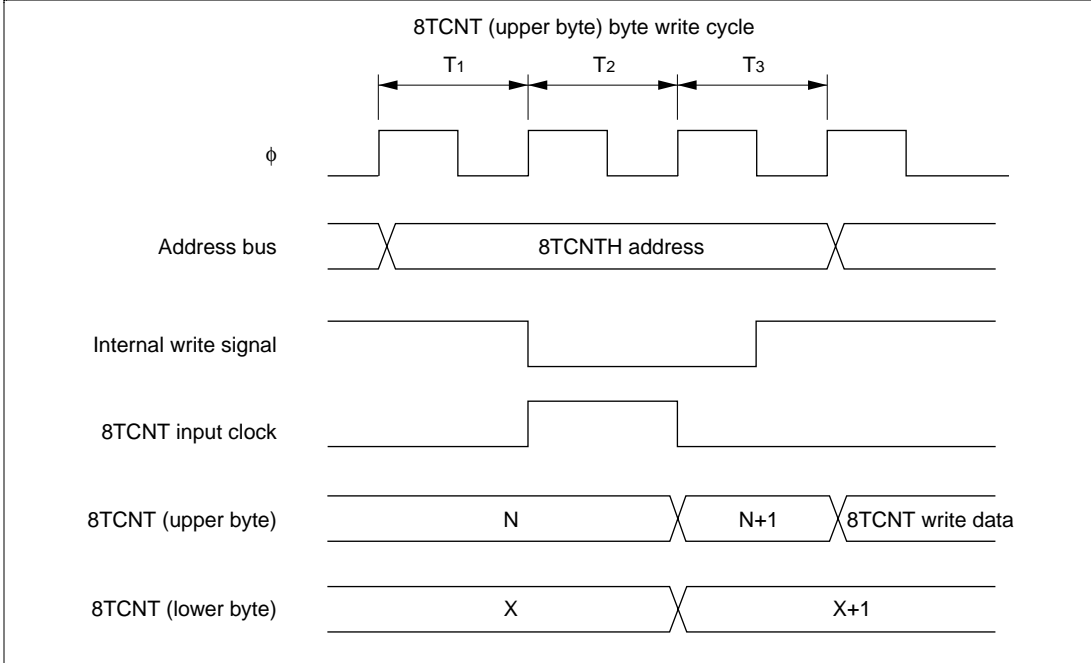 8TCNT (upper byte) byte write cycle
T1 T2 T3
ϕ
Address bus 8TCNTH address
Internal write signal
8TCNT input clock
8TCNT (upper byte) N N+1 8TCNT write data
8TCNT (lower byte) X X+1